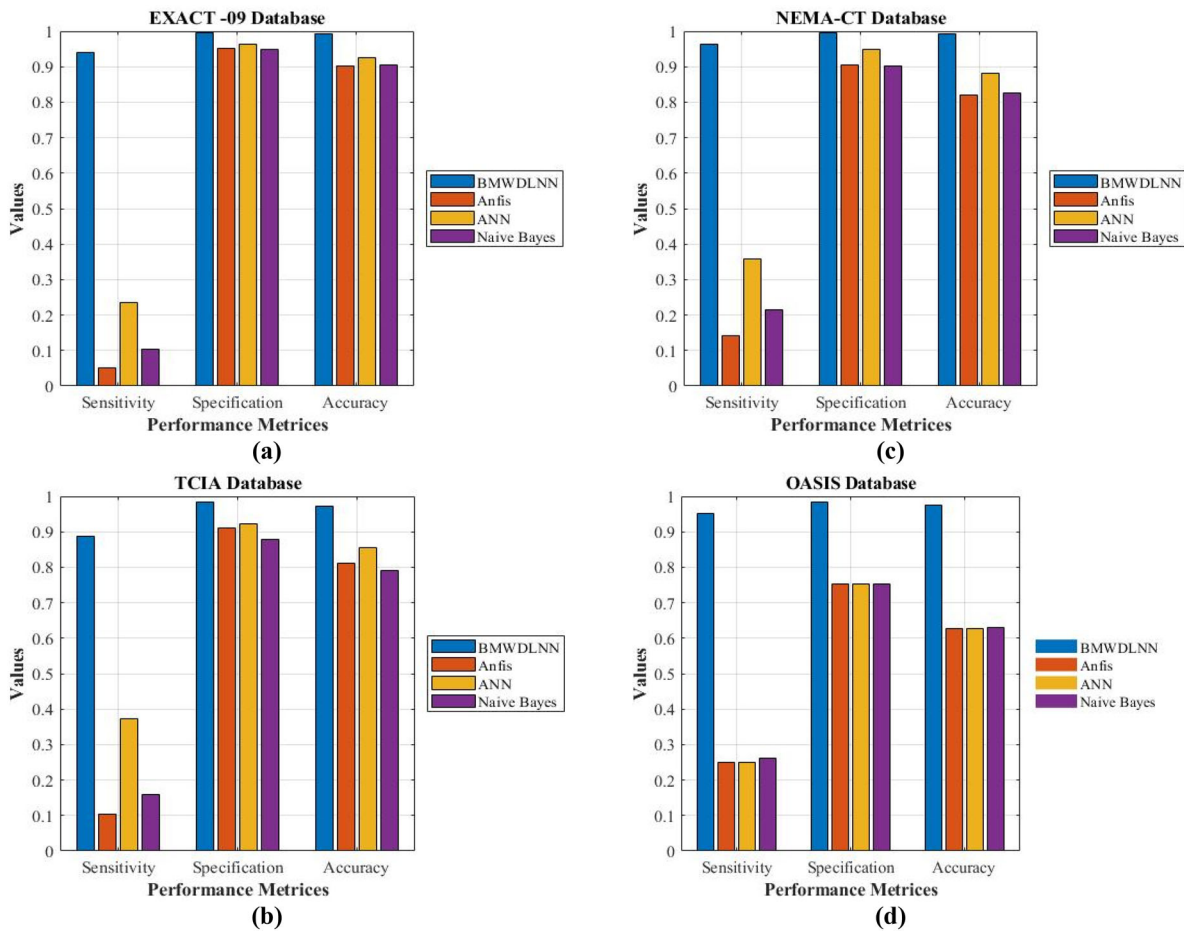 EXACT -09 Database
1
0.9
0.8
0.7
0.6
0.5
0.4
0.3
0.2
0.1
0
Values
Sensitivity Specification Accuracy
Performance Metrices
BMWDLNN
Anfis
ANN
Naive Bayes
(a)
NEMA-CT Database
1
0.9
0.8
0.7
0.6
0.5
0.4
0.3
0.2
0.1
0
Values
Sensitivity Specification Accuracy
Performance Metrices
BMWDLNN
Anfis
ANN
Naive Bayes
(c)
TCIA Database
1
0.9
0.8
0.7
0.6
0.5
0.4
0.3
0.2
0.1
0
Values
Sensitivity Specification Accuracy
Performance Metrices
BMWDLNN
Anfis
ANN
Naive Bayes
(b)
OASIS Database
1
0.9
0.8
0.7
0.6
0.5
0.4
0.3
0.2
0.1
0
Values
Sensitivity Specification Accuracy
Performance Metrices
BMWDLNN
Anfis
ANN
Naive Bayes
(d)